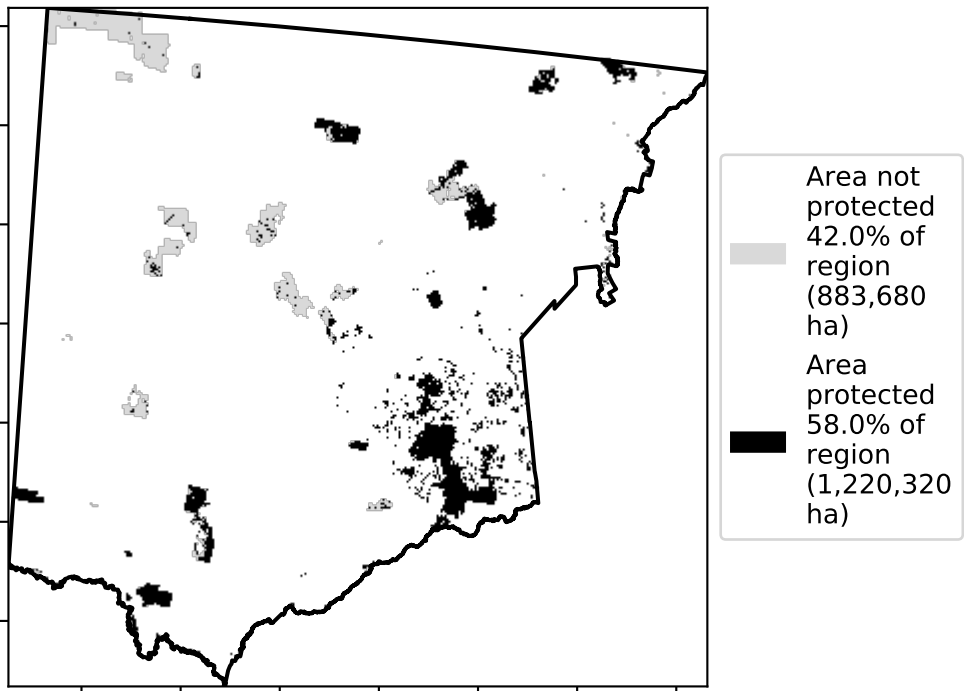 Area not
protected
42.0% of
region
(883,680
ha)
Area
protected
58.0% of
region
(1,220,320
ha)